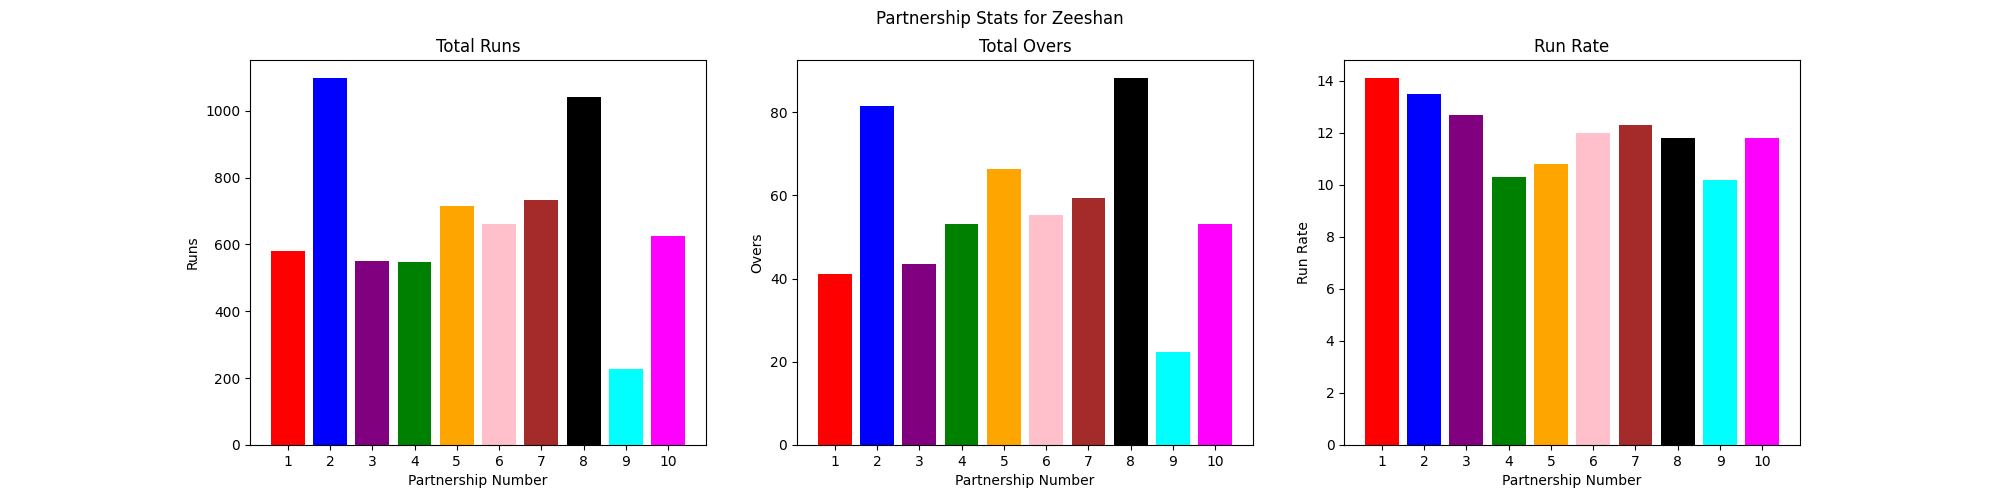 Partnership Stats for Zeeshan
Total Runs
Runs
1000
800
600
400
200
0
1 2 3 4 5 6 7 8 9 10
Partnership Number
Total Overs
Overs
80
60
40
20
0
1 2 3 4 5 6 7 8 9 10
Partnership Number
Run Rate
Run Rate
14
12
10
8
6
4
2
0
1 2 3 4 5 6 7 8 9 10
Partnership Number